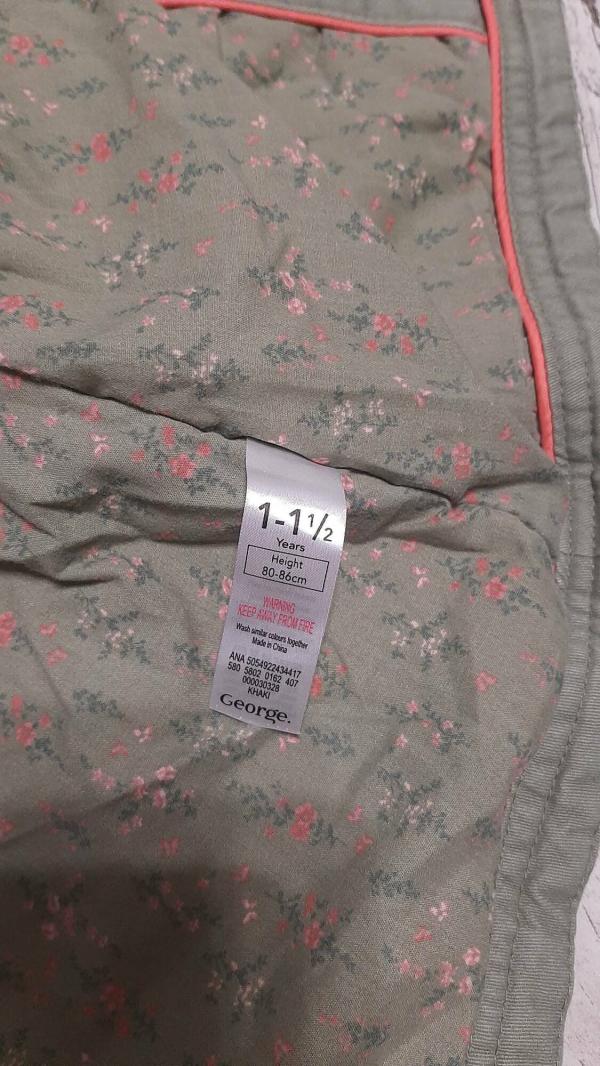 1-1½
Years
Height
80-86cm
WARNING
KEEP AWAY FROM FIRE
Wash similar colours together
Made in China
ANA 5054922434417
580 5802 0162 407
000030328
KHAKI
George.